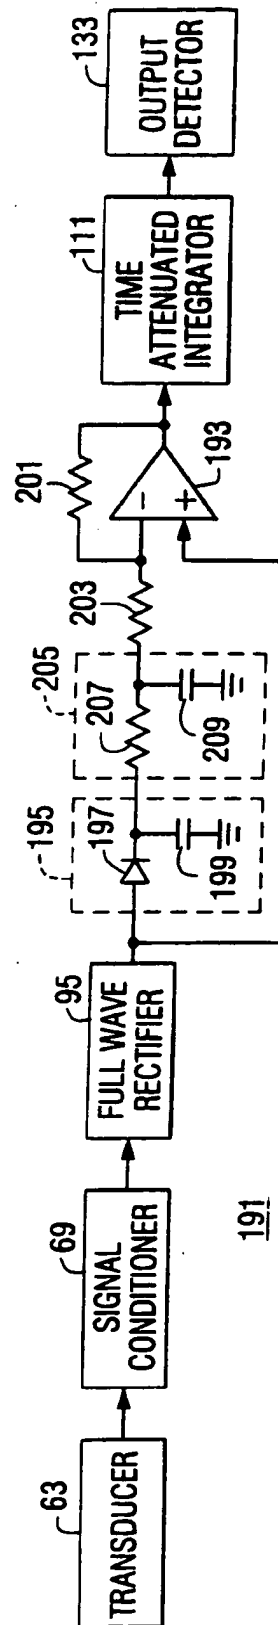 63
TRANSDUCER
69
SIGNAL
CONDITIONER
95
FULL WAVE
RECTIFIER
195
197
199
205
207
209
203
201
-
+
193
111
TIME
ATTENUATED
INTEGRATOR
133
OUTPUT
DETECTOR
191